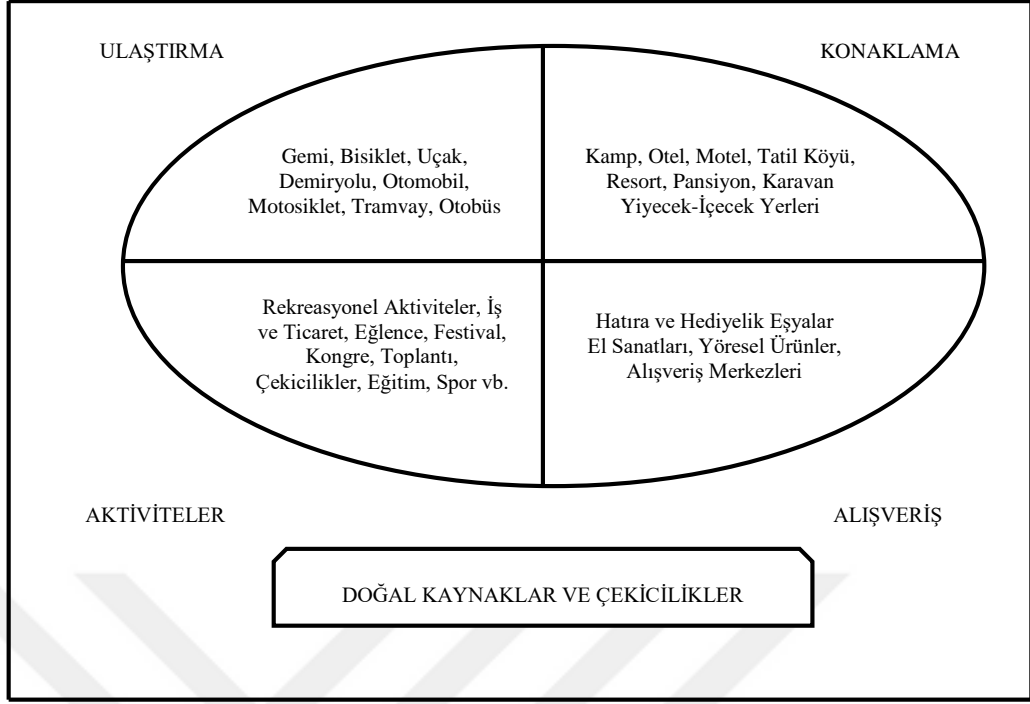 ULAŞTIRMA
KONAKLAMA
Gemi, Bisiklet, Uçak,
Demiryolu, Otomobil,
Motosiklet, Tramvay, Otobüs
Kamp, Otel, Motel, Tatil Köyü,
Resort, Pansiyon, Karavan
Yiyecek-İçecek Yerleri
Rekreasyonel Aktiviteler, İş
ve Ticaret, Eğlence, Festival,
Kongre, Toplantı,
Çekicilikler, Eğitim, Spor vb.
Hatıra ve Hediyelik Eşyalar
El Sanatları, Yöresel Ürünler,
Alışveriş Merkezleri
AKTİVİTELER
ALIŞVERİŞ
DOĞAL KAYNAKLAR VE ÇEKİCİLİKLER